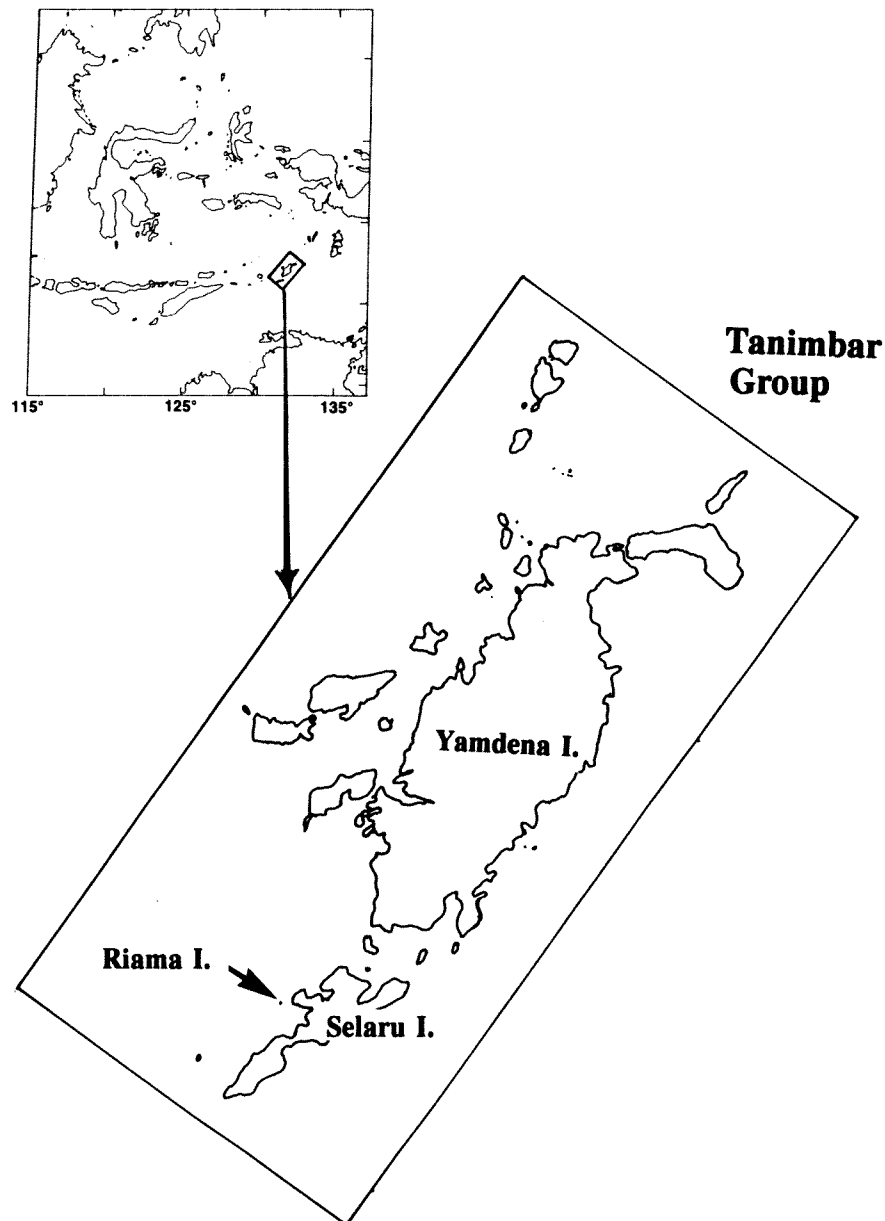 115°
125°
135°
Tanimbar
Group
Yamdena I.
Riama I.
Selaru I.